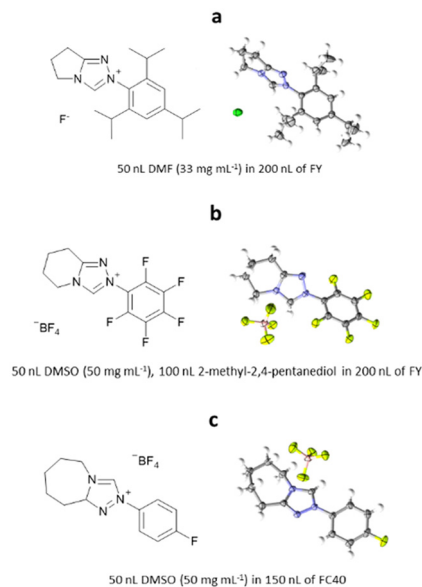 a
N
N N+
F-
50 nL DMF (33 mg mL⁻¹) in 200 nL of FY
b
F F
N
N N+ F
⁻BF₄ F F
50 nL DMSO (50 mg mL⁻¹), 100 nL 2-methyl-2,4-pentanediol in 200 nL of FY
c
⁻BF₄
N
N+
N
F
50 nL DMSO (50 mg mL⁻¹) in 150 nL of FC40